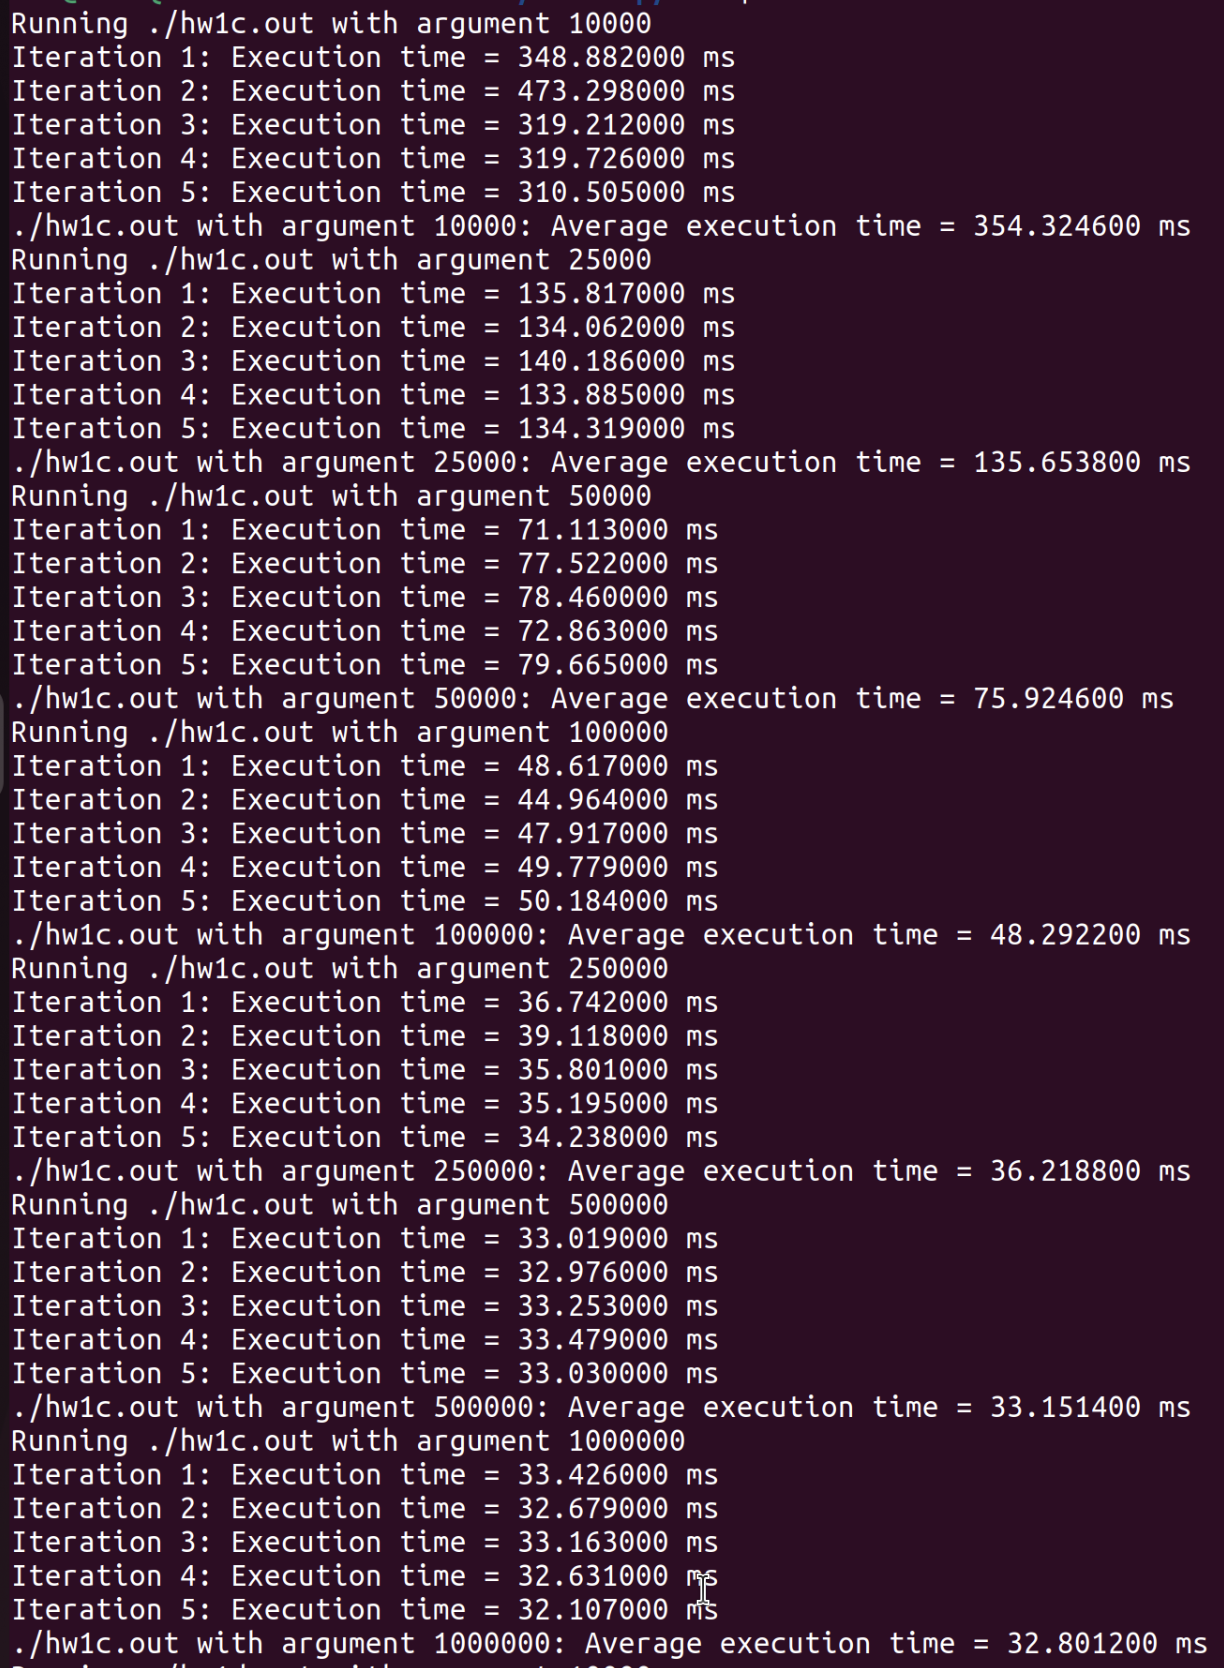 Running ./hw1c.out with argument 10000
Iteration 1: Execution time = 348.882000 ms
Iteration 2: Execution time = 473.298000 ms
Iteration 3: Execution time = 319.212000 ms
Iteration 4: Execution time = 319.726000 ms
Iteration 5: Execution time = 310.505000 ms
./hw1c.out with argument 10000: Average execution time = 354.324600 ms
Running ./hw1c.out with argument 25000
Iteration 1: Execution time = 135.817000 ms
Iteration 2: Execution time = 134.062000 ms
Iteration 3: Execution time = 140.186000 ms
Iteration 4: Execution time = 133.885000 ms
Iteration 5: Execution time = 134.319000 ms
./hw1c.out with argument 25000: Average execution time = 135.653800 ms
Running ./hw1c.out with argument 50000
Iteration 1: Execution time = 71.113000 ms
Iteration 2: Execution time = 77.522000 ms
Iteration 3: Execution time = 78.460000 ms
Iteration 4: Execution time = 72.863000 ms
Iteration 5: Execution time = 79.665000 ms
./hw1c.out with argument 50000: Average execution time = 75.924600 ms
Running ./hw1c.out with argument 100000
Iteration 1: Execution time = 48.617000 ms
Iteration 2: Execution time = 44.964000 ms
Iteration 3: Execution time = 47.917000 ms
Iteration 4: Execution time = 49.779000 ms
Iteration 5: Execution time = 50.184000 ms
./hw1c.out with argument 100000: Average execution time = 48.292200 ms
Running ./hw1c.out with argument 250000
Iteration 1: Execution time = 36.742000 ms
Iteration 2: Execution time = 39.118000 ms
Iteration 3: Execution time = 35.801000 ms
Iteration 4: Execution time = 35.195000 ms
Iteration 5: Execution time = 34.238000 ms
./hw1c.out with argument 250000: Average execution time = 36.218800 ms
Running ./hw1c.out with argument 500000
Iteration 1: Execution time = 33.019000 ms
Iteration 2: Execution time = 32.976000 ms
Iteration 3: Execution time = 33.253000 ms
Iteration 4: Execution time = 33.479000 ms
Iteration 5: Execution time = 33.030000 ms
./hw1c.out with argument 500000: Average execution time = 33.151400 ms
Running ./hw1c.out with argument 1000000
Iteration 1: Execution time = 33.426000 ms
Iteration 2: Execution time = 32.679000 ms
Iteration 3: Execution time = 33.163000 ms
Iteration 4: Execution time = 32.631000 ms
Iteration 5: Execution time = 32.107000 ms
./hw1c.out with argument 1000000: Average execution time = 32.801200 ms